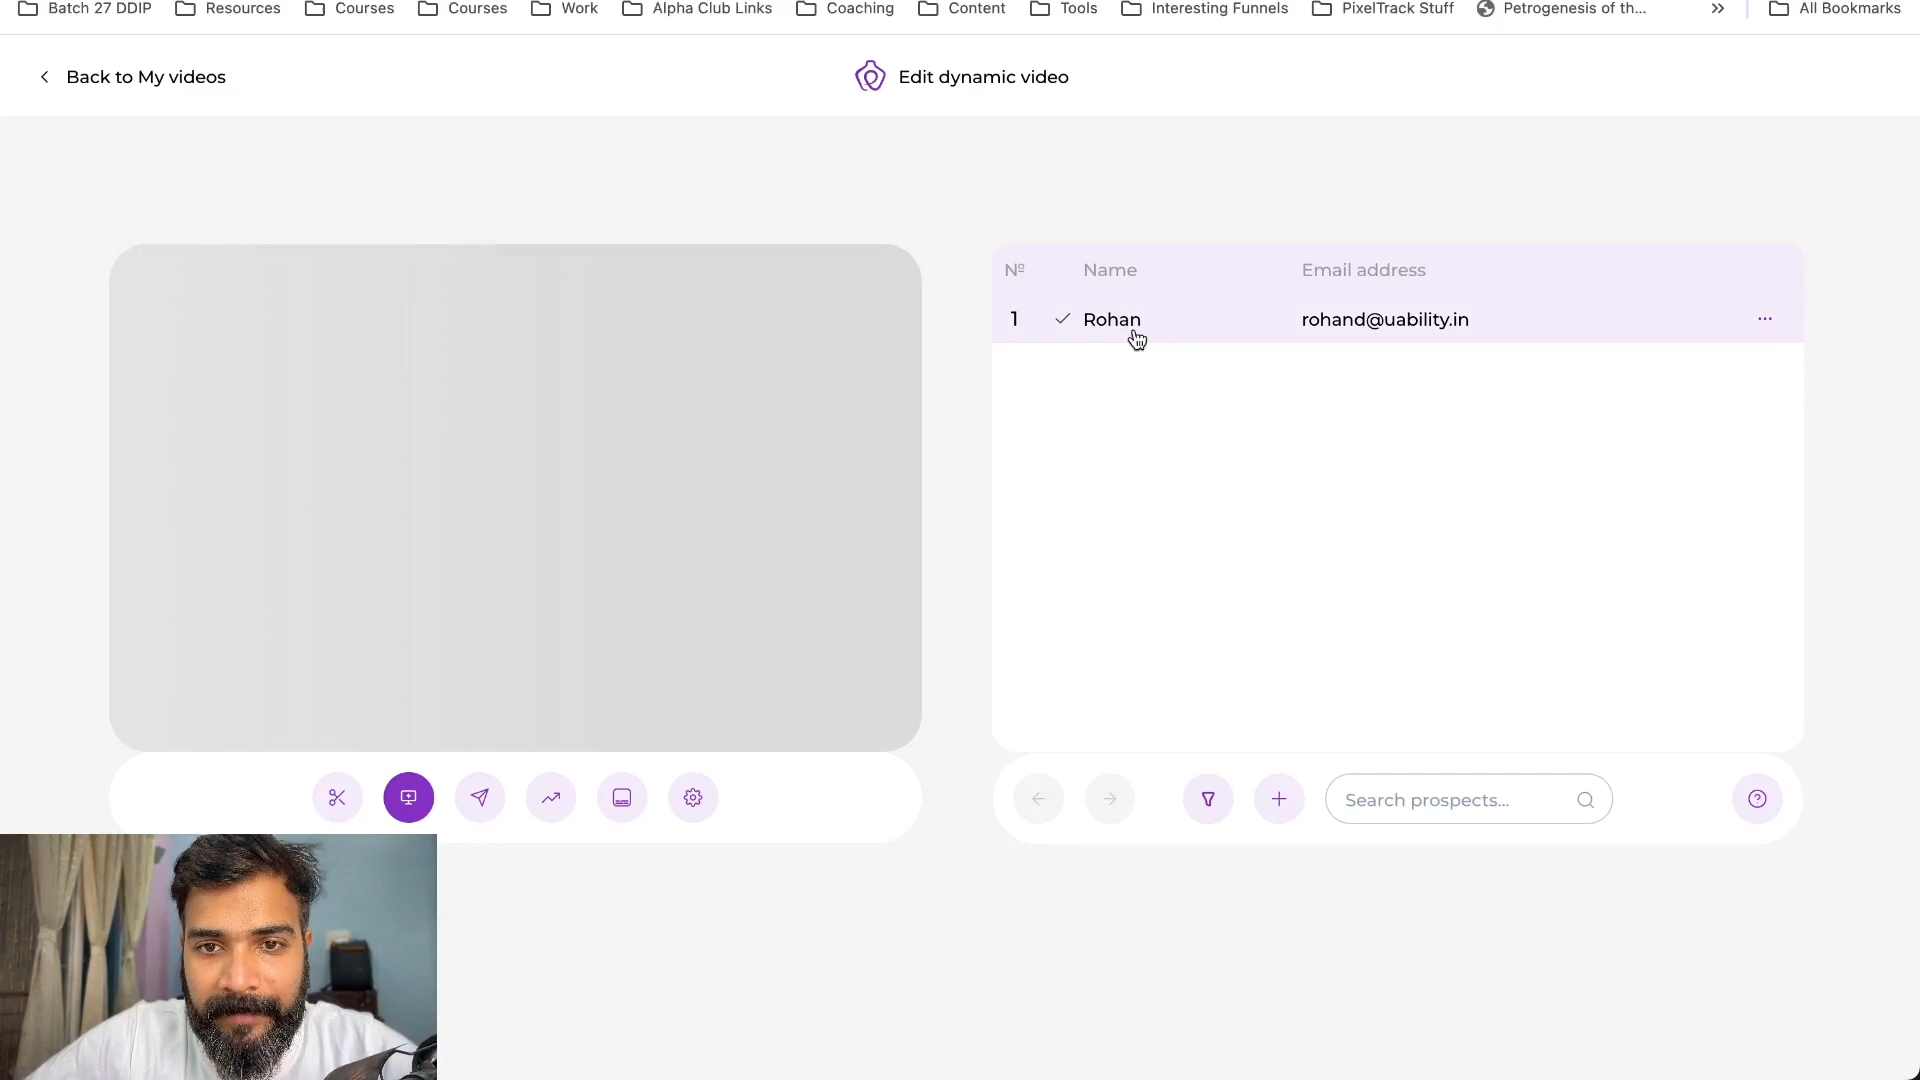 Batch 27 DDIP Resources Courses Courses Work Alpha Club Links Coaching Content Tools Interesting Funnels PixelTrack Stuff Petrogenesis of th... » All Bookmarks
Back to My videos
Edit dynamic video
Nº Name Email address
1 Rohan rohand@uability.in ...
Search prospects...